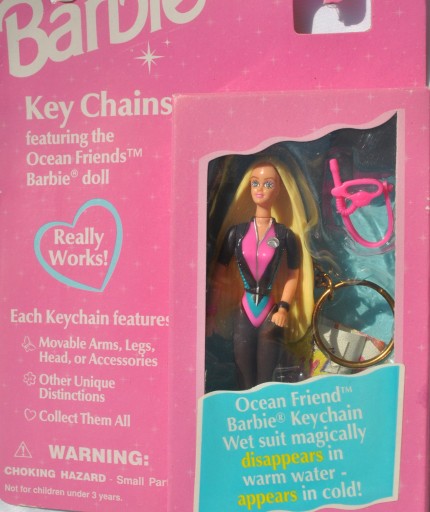 Barbie
Key Chains
featuring the
Ocean Friends™
Barbie® doll
Really
Works!
Each Keychain features
Movable Arms, Legs,
Head, or Accessories
Other Unique
Distinctions
Collect Them All
WARNING:
CHOKING HAZARD - Small Par
Not for children under 3 years.
Ocean Friend™
Barbie® Keychain
Wet suit magically
disappears in
warm water -
appears in cold!